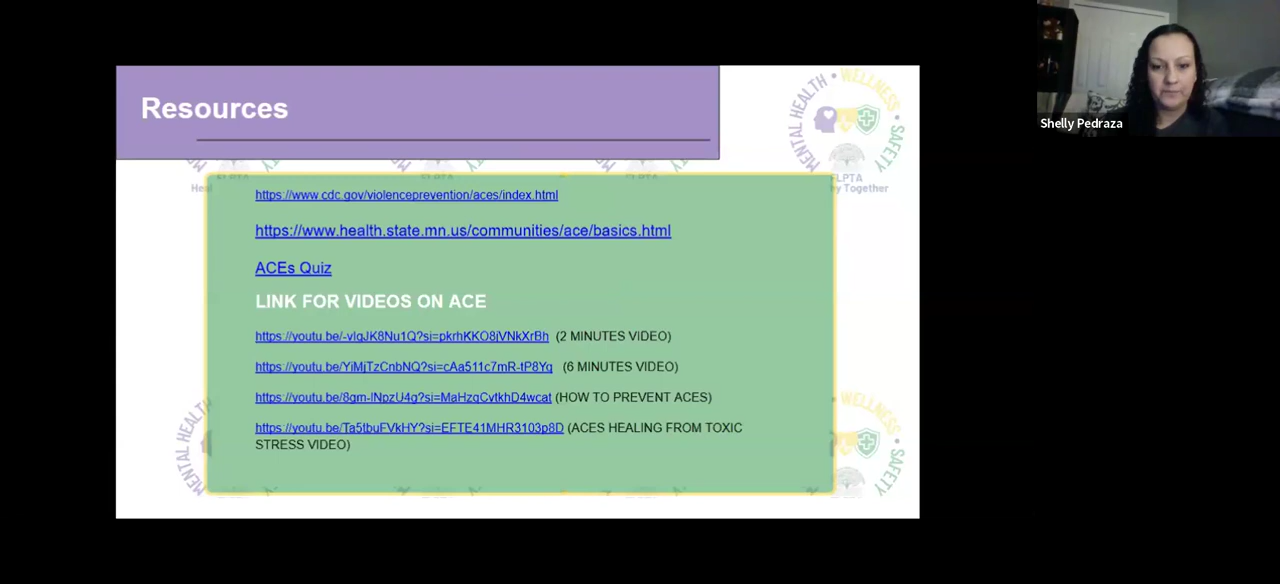 Resources
MENTAL HEALTH • WELLNESS • SAFETY
FLPTA
Shelly Pedraza
https://www.cdc.gov/violenceprevention/aces/index.html
https://www.health.state.mn.us/communities/ace/basics.html
ACEs Quiz
LINK FOR VIDEOS ON ACE
https://youtu.be/-vlgJK8Nu1Q?si=pkrhKKO8jVNkXrBh (2 MINUTES VIDEO)
https://youtu.be/YiMjTzCnbNQ?si=cAa511c7mR-tP8Yq (6 MINUTES VIDEO)
https://youtu.be/8gm-lNpzU4g?si=MaHzqCvtkhD4wcat (HOW TO PREVENT ACES)
https://youtu.be/Ta5tbuFVkHY?si=EFTE41MHR3103p8D (ACES HEALING FROM TOXIC
STRESS VIDEO)